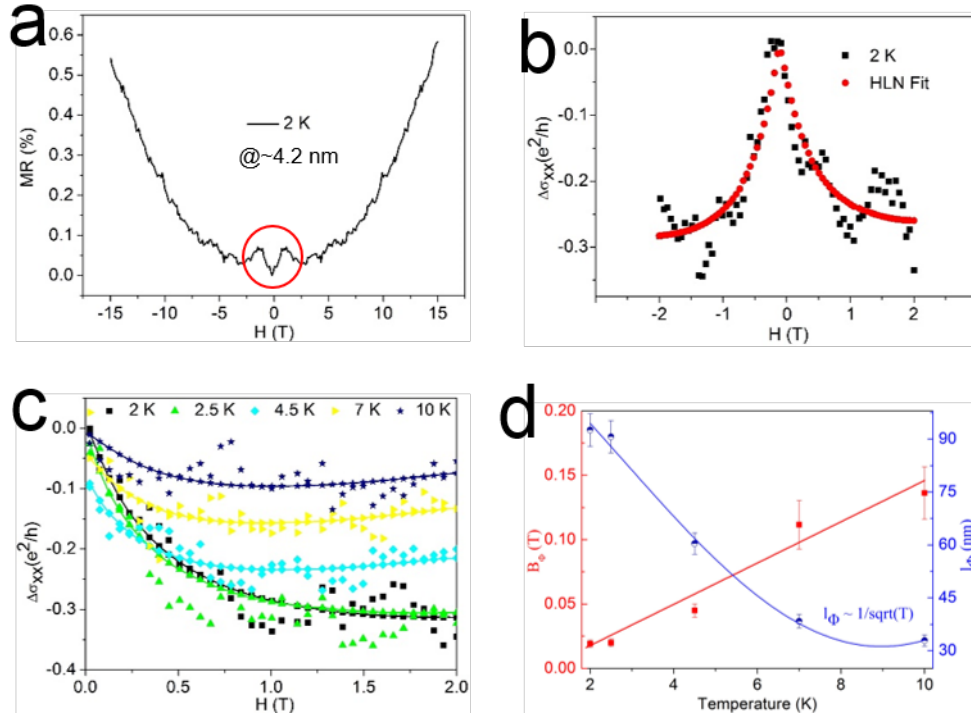 a
0.6
0.5
0.4
0.3
0.2
0.1
0.0
MR (%)
2 K
@~4.2 nm
-15 -10 -5 0 5 10 15
H (T)
b
0.0
-0.1
-0.2
-0.3
Δσxx(e²/h)
2 K
HLN Fit
-2 -1 0 1 2
H (T)
c
2 K 2.5 K 4.5 K 7 K 10 K
0.0
-0.1
-0.2
-0.3
-0.4
Δσxx(e²/h)
0.0 0.5 1.0 1.5 2.0
H (T)
d
0.20
0.15
0.10
0.05
0.00
BΦ (T)
90
75
60
45
30
lΦ (nm)
lΦ ~ 1/sqrt(T)
2 4 6 8 10
Temperature (K)